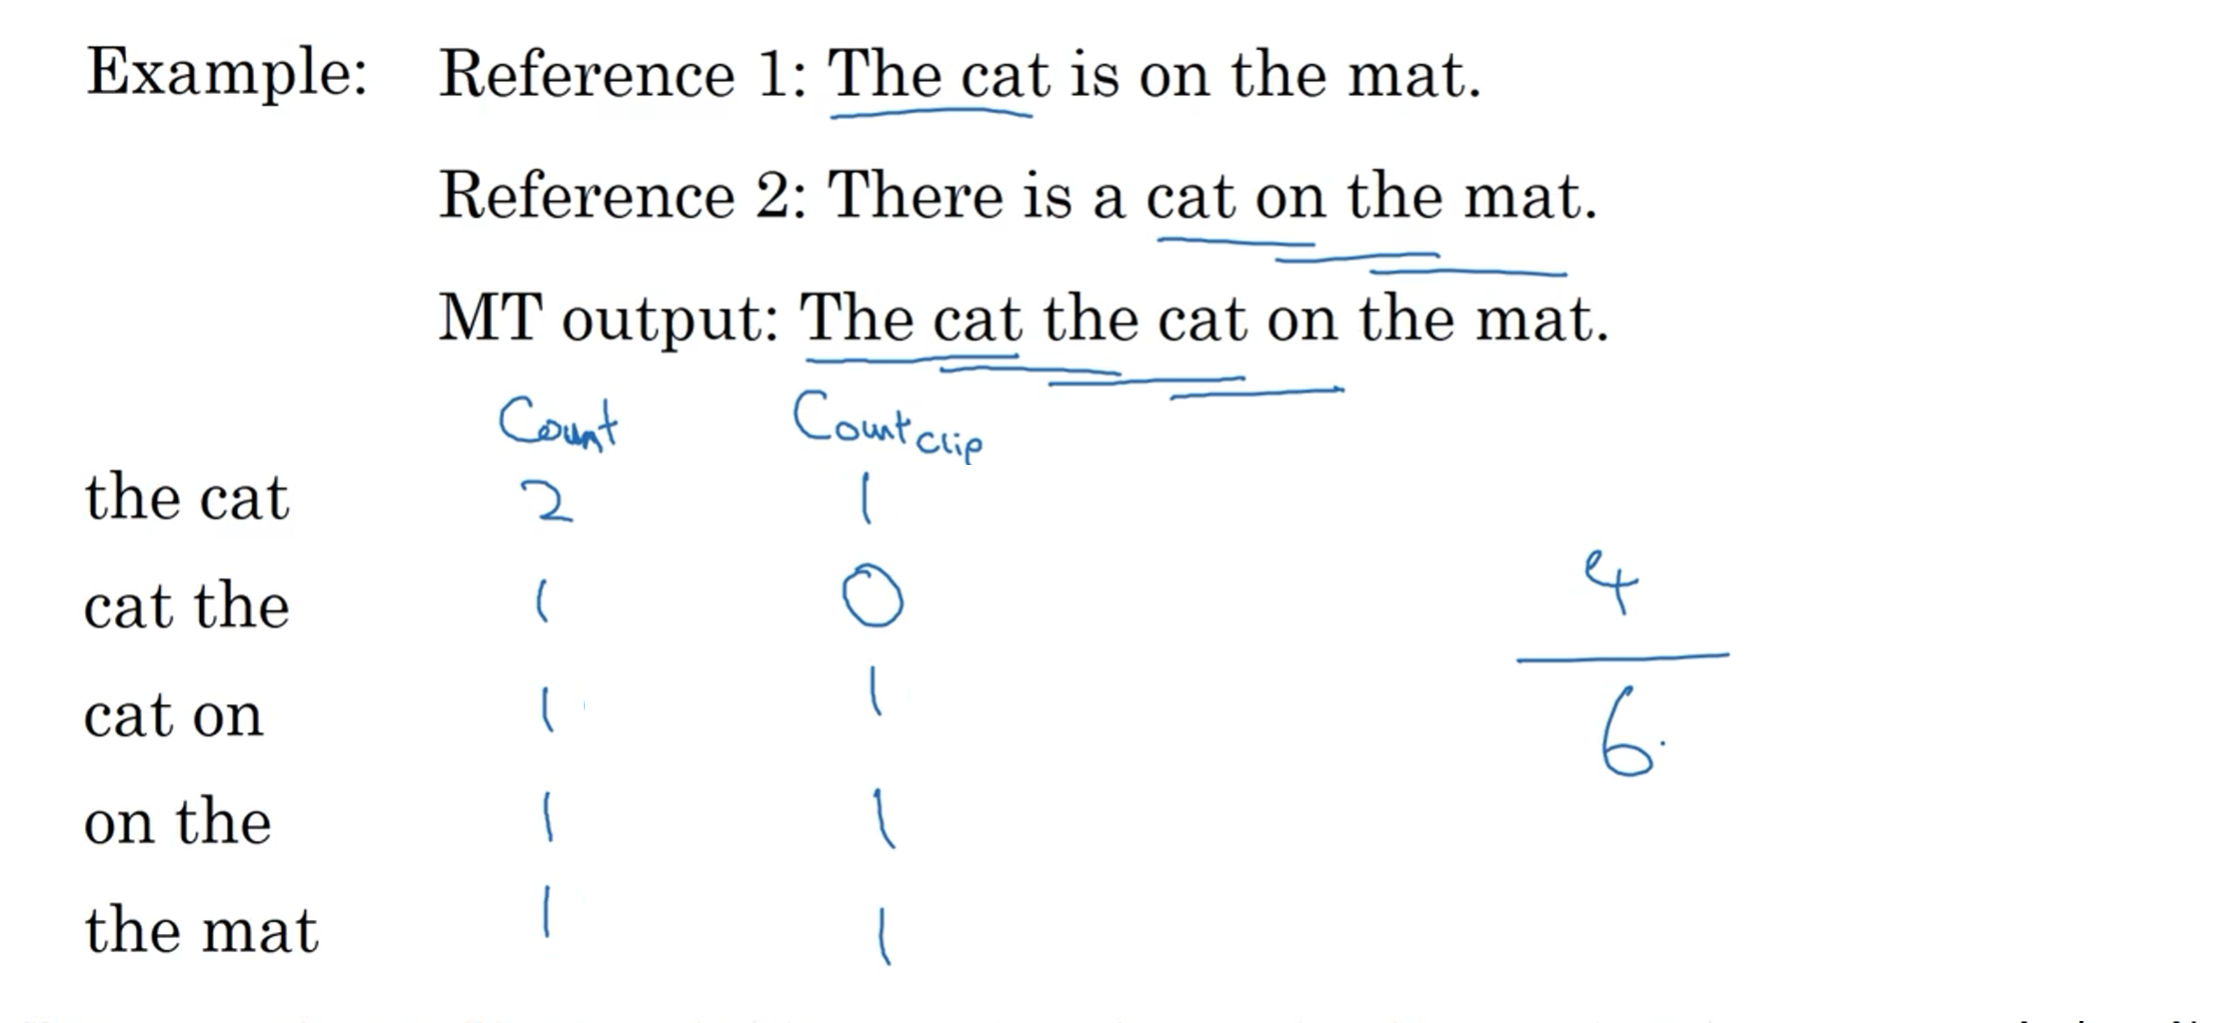 Example: Reference 1: The cat is on the mat.
Reference 2: There is a cat on the mat.
MT output: The cat the cat on the mat.
Count Count clip
the cat 2 1
cat the 1 0
4
cat on 1 1
6.
on the 1 1
the mat 1 1